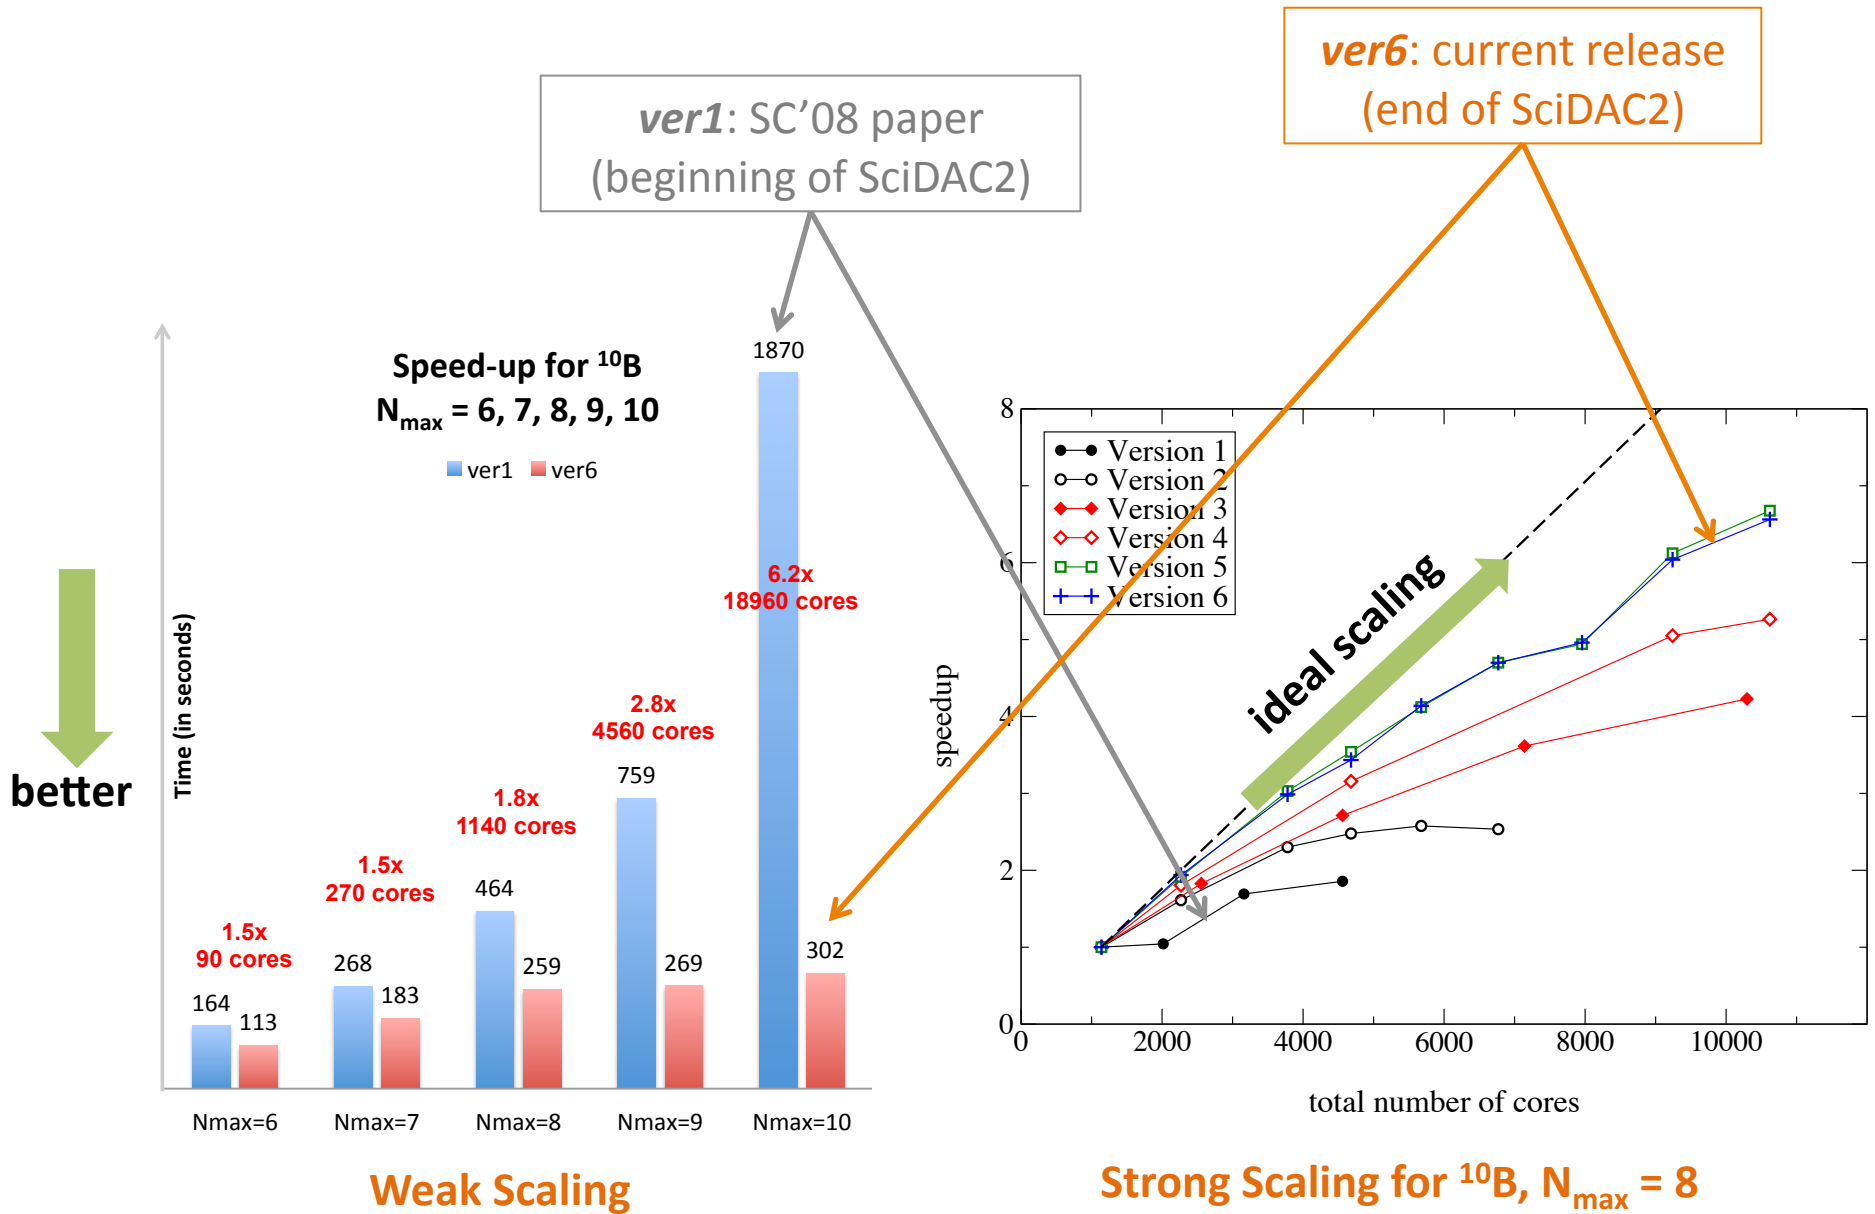 ver6: current release
(end of SciDAC2)
ver1: SC’08 paper
(beginning of SciDAC2)
Speed-up for ¹⁰B
Nmax = 6, 7, 8, 9, 10
ver1 ver6
better
Time (in seconds)
1.5x
90 cores
164
113
1.5x
270 cores
268
183
1.8x
1140 cores
464
259
2.8x
4560 cores
759
269
1870
6.2x
18960 cores
302
Nmax=6 Nmax=7 Nmax=8 Nmax=9 Nmax=10
Weak Scaling
8
6
4
2
0
speedup
Version 1
Version 2
Version 3
Version 4
Version 5
Version 6
ideal scaling
0 2000 4000 6000 8000 10000
total number of cores
Strong Scaling for ¹⁰B, Nmax = 8